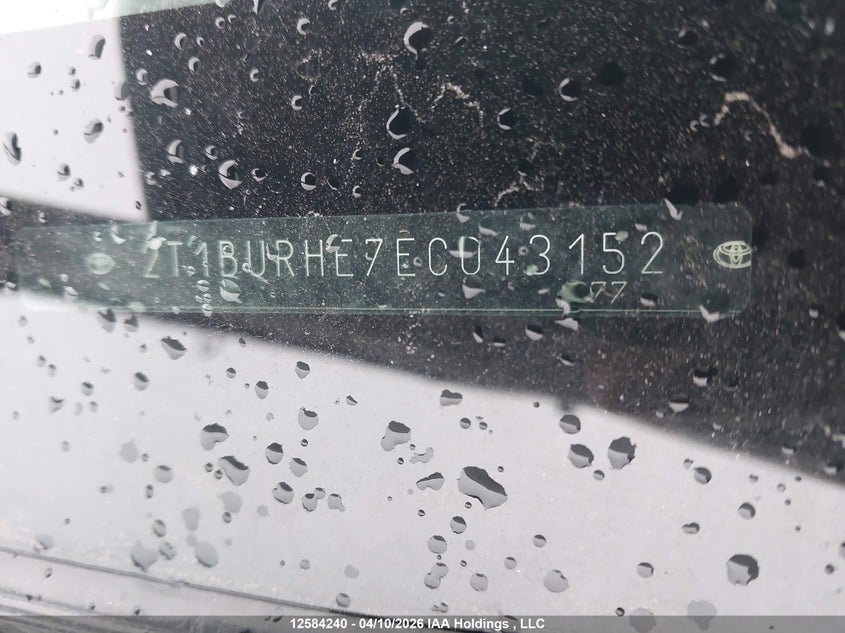 2T1BURHE7EC043152
12584240 - 04/10/2026 IAA Holdings , LLC